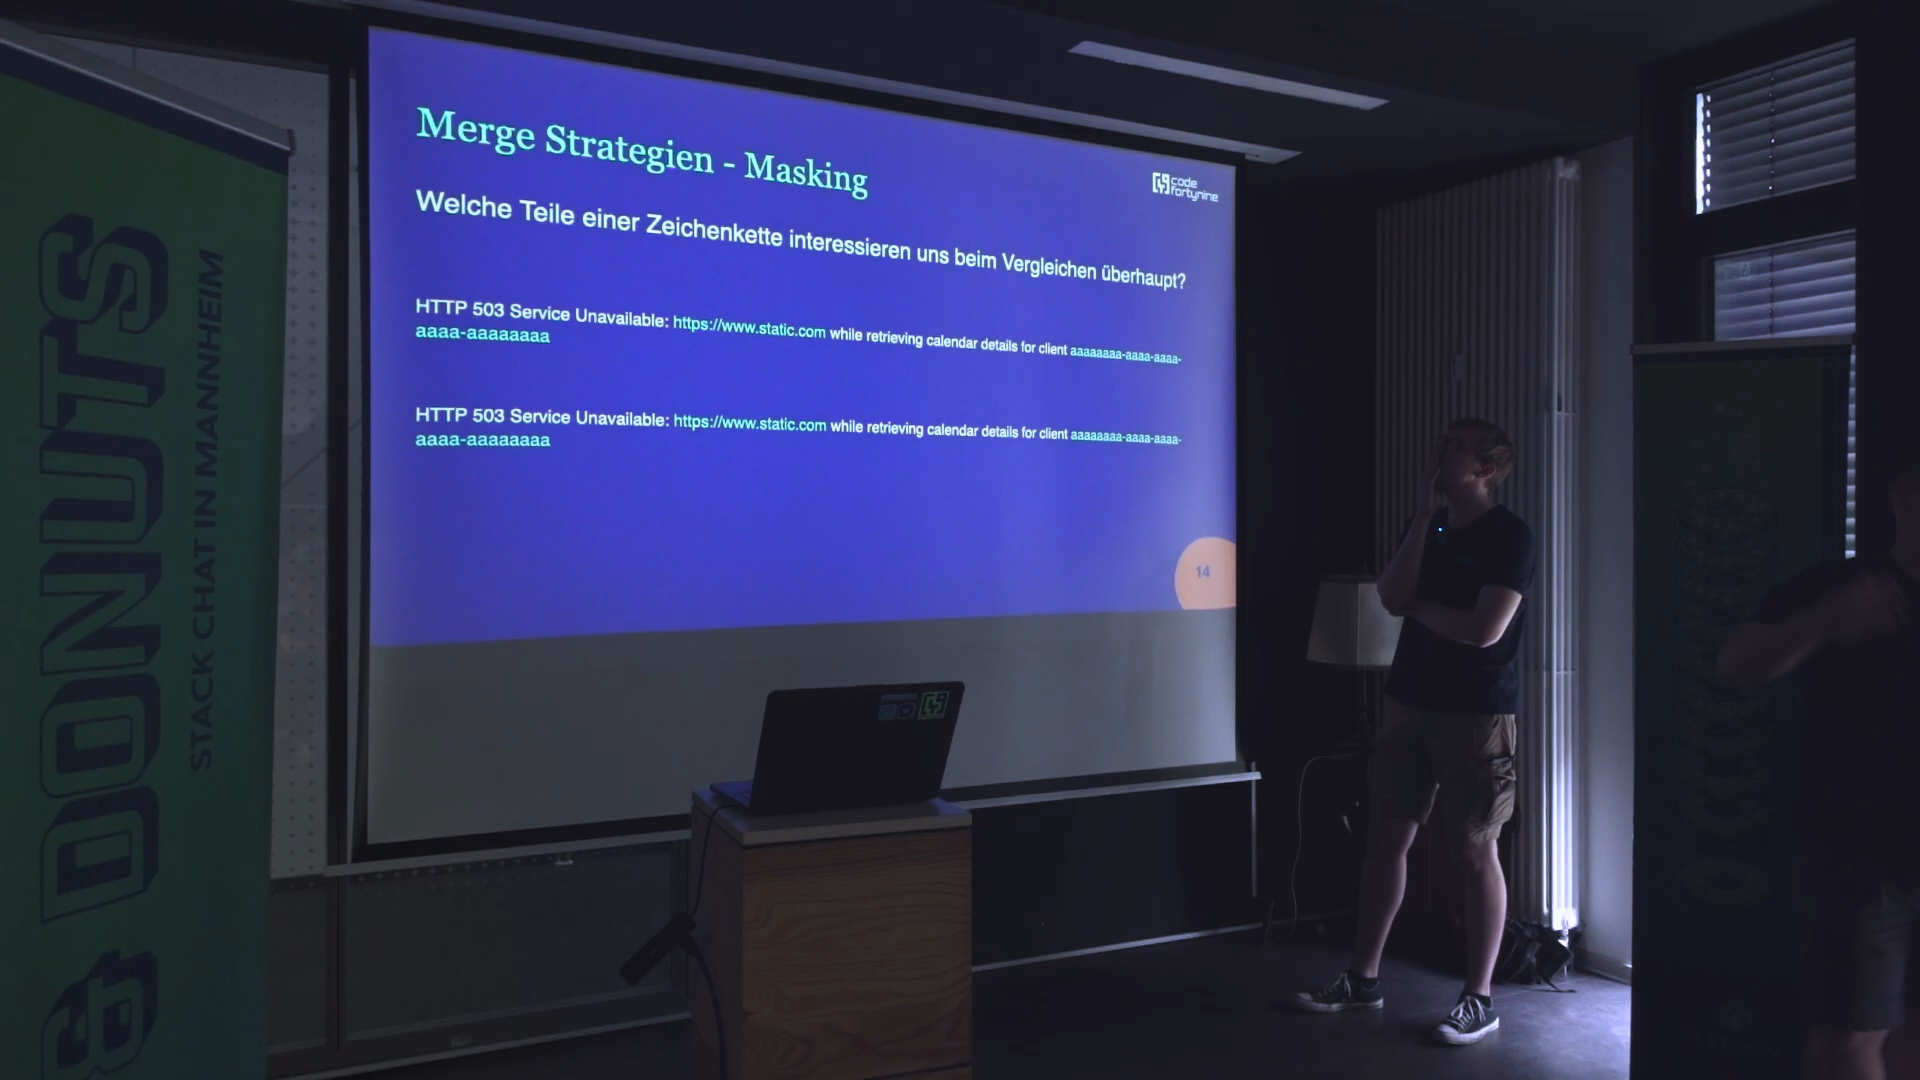 Merge Strategien - Masking
code
fortynine
Welche Teile einer Zeichenkette interessieren uns beim Vergleichen überhaupt?
HTTP 503 Service Unavailable: https://www.static.com while retrieving calendar details for client aaaaaaaa-aaaa-aaaa-
aaaa-aaaaaaaa
HTTP 503 Service Unavailable: https://www.static.com while retrieving calendar details for client aaaaaaaa-aaaa-aaaa-
aaaa-aaaaaaaa
14
& DONUTS
STACK CHAT IN MANNHEIM